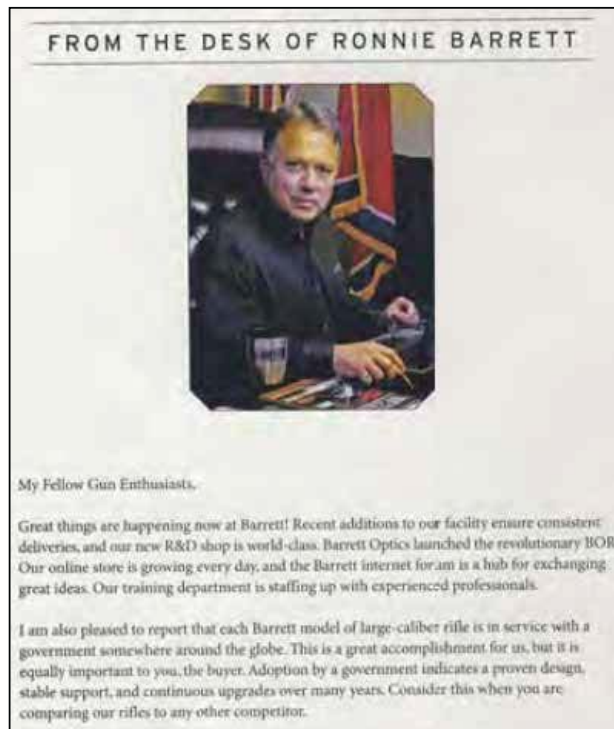 FROM THE DESK OF RONNIE BARRETT
My Fellow Gun Enthusiasts,
Great things are happening now at Barrett! Recent additions to our facility ensure consistent
deliveries, and our new R&D shop is world-class. Barrett Optics launched the revolutionary BOR
Our online store is growing every day, and the Barrett internet forum is a hub for exchanging
great ideas. Our training department is staffing up with experienced professionals.
I am also pleased to report that each Barrett model of large-caliber rifle is in service with a
government somewhere around the globe. This is a great accomplishment for us, but it is
equally important to you, the buyer. Adoption by a government indicates a proven design,
stable support, and continuous upgrades over many years. Consider this when you are
comparing our rifles to any other competitor.